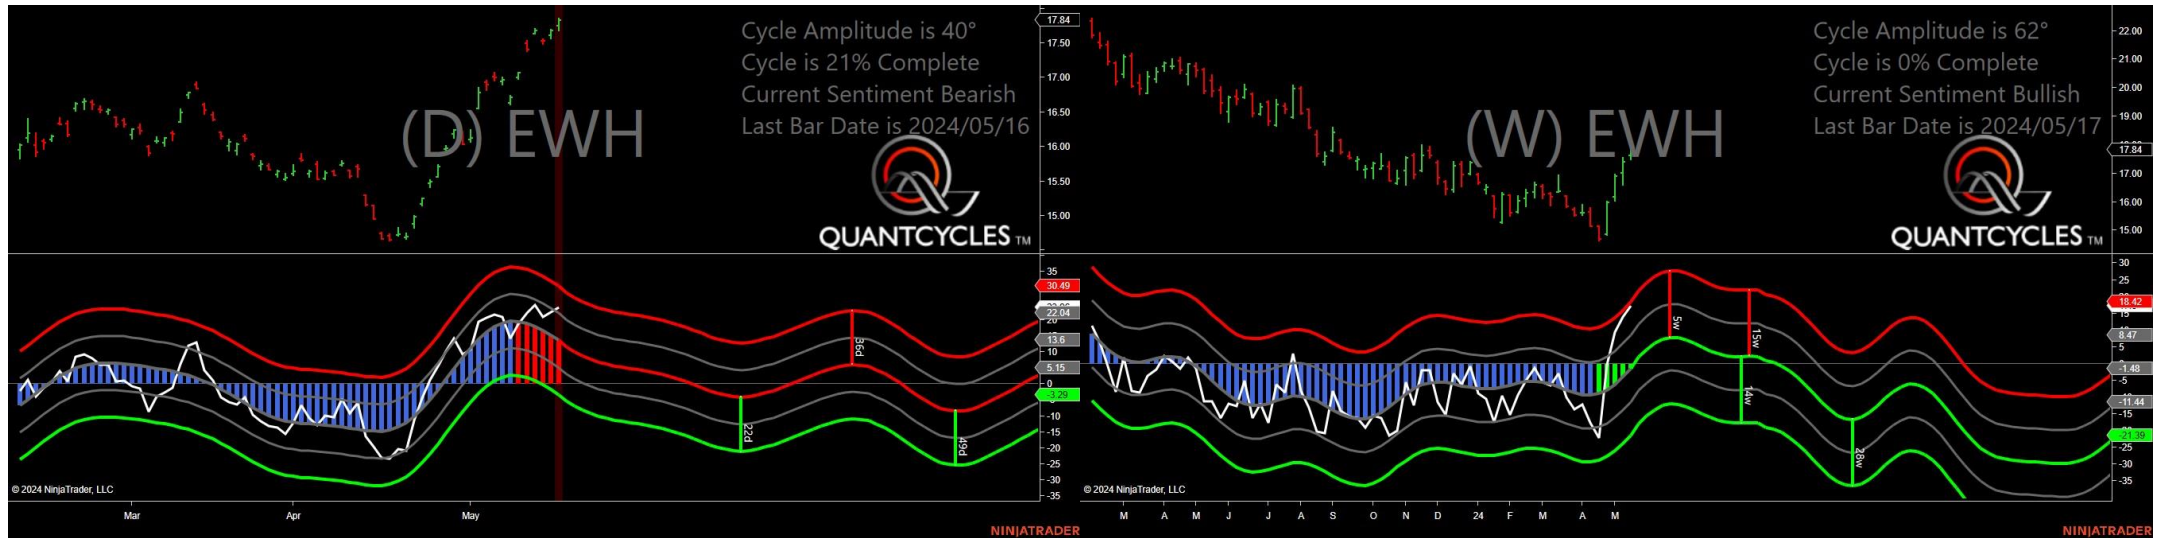 Cycle Amplitude is 40°
Cycle is 21% Complete
Current Sentiment Bearish
Last Bar Date is 2024/05/16
(D) EWH
QUANTCYCLES TM
17.84
17.50
17.00
16.50
16.00
15.50
15.00
35
30.49
22.04
20
13.6
10
5.15
0
-3.29
-10
-15
-20
-25
-30
-35
36d
22d
49d
© 2024 NinjaTrader, LLC
Mar Apr May
NINJATRADER
Cycle Amplitude is 62°
Cycle is 0% Complete
Current Sentiment Bullish
Last Bar Date is 2024/05/17
(W) EWH
QUANTCYCLES TM
22.00
21.00
20.00
19.00
17.84
17.00
16.00
15.00
30
25
18.42
15
8.47
5
-1.48
-5
-11.44
-15
-21.39
-25
-30
-35
5w
15w
14w
28w
© 2024 NinjaTrader, LLC
M A M J J A S O N D 24 F M A M
NINJATRADER